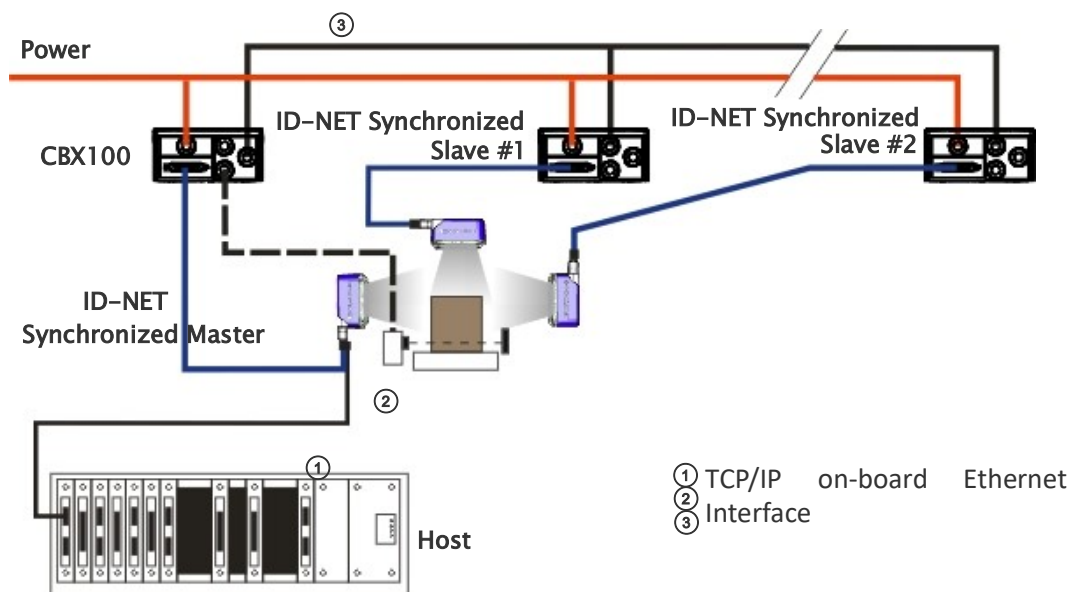 ③
Power
ID–NET Synchronized
Slave #1
ID–NET Synchronized
Slave #2
CBX100
ID–NET
Synchronized Master
②
①
Host
① TCP/IP on-board Ethernet
②
③ Interface